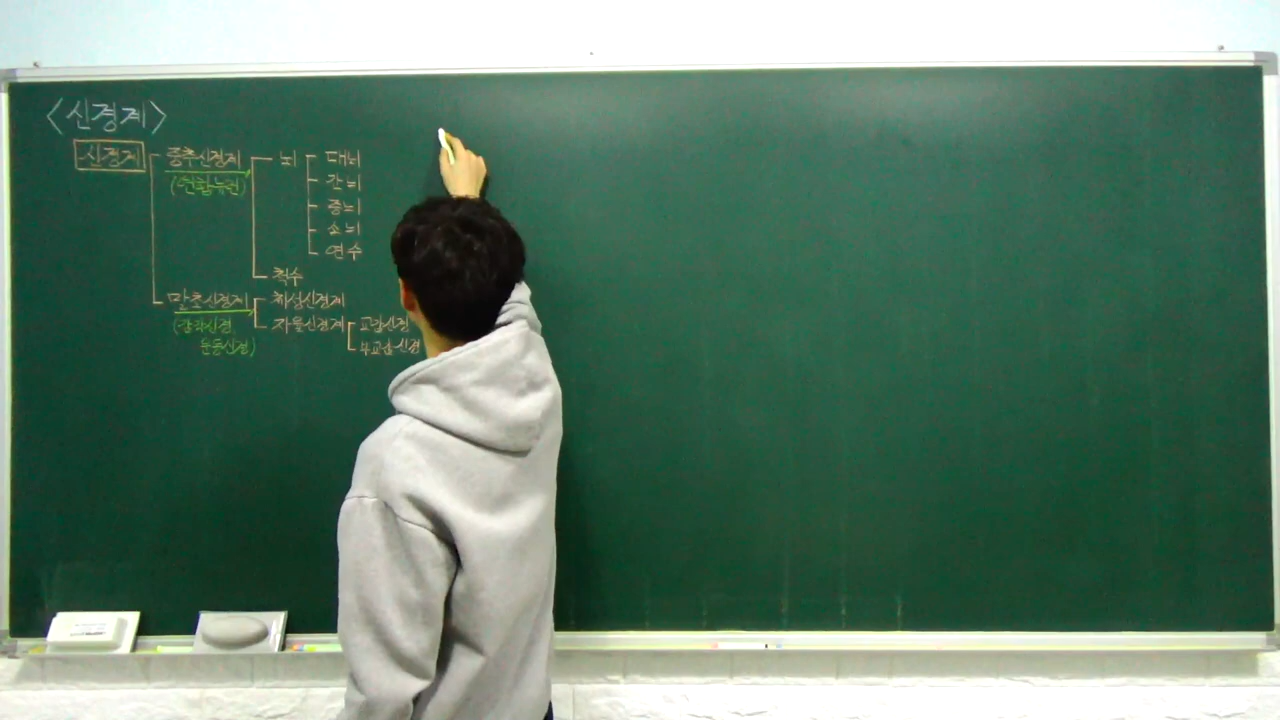 <신경계>
신경계 중추신경계 뇌 대뇌
(연합뉴런) 간뇌
중뇌
소뇌
연수
척수
말초신경계 체성신경계
(감각신경, 자율신경계 교감신경
운동신경) 부교감신경